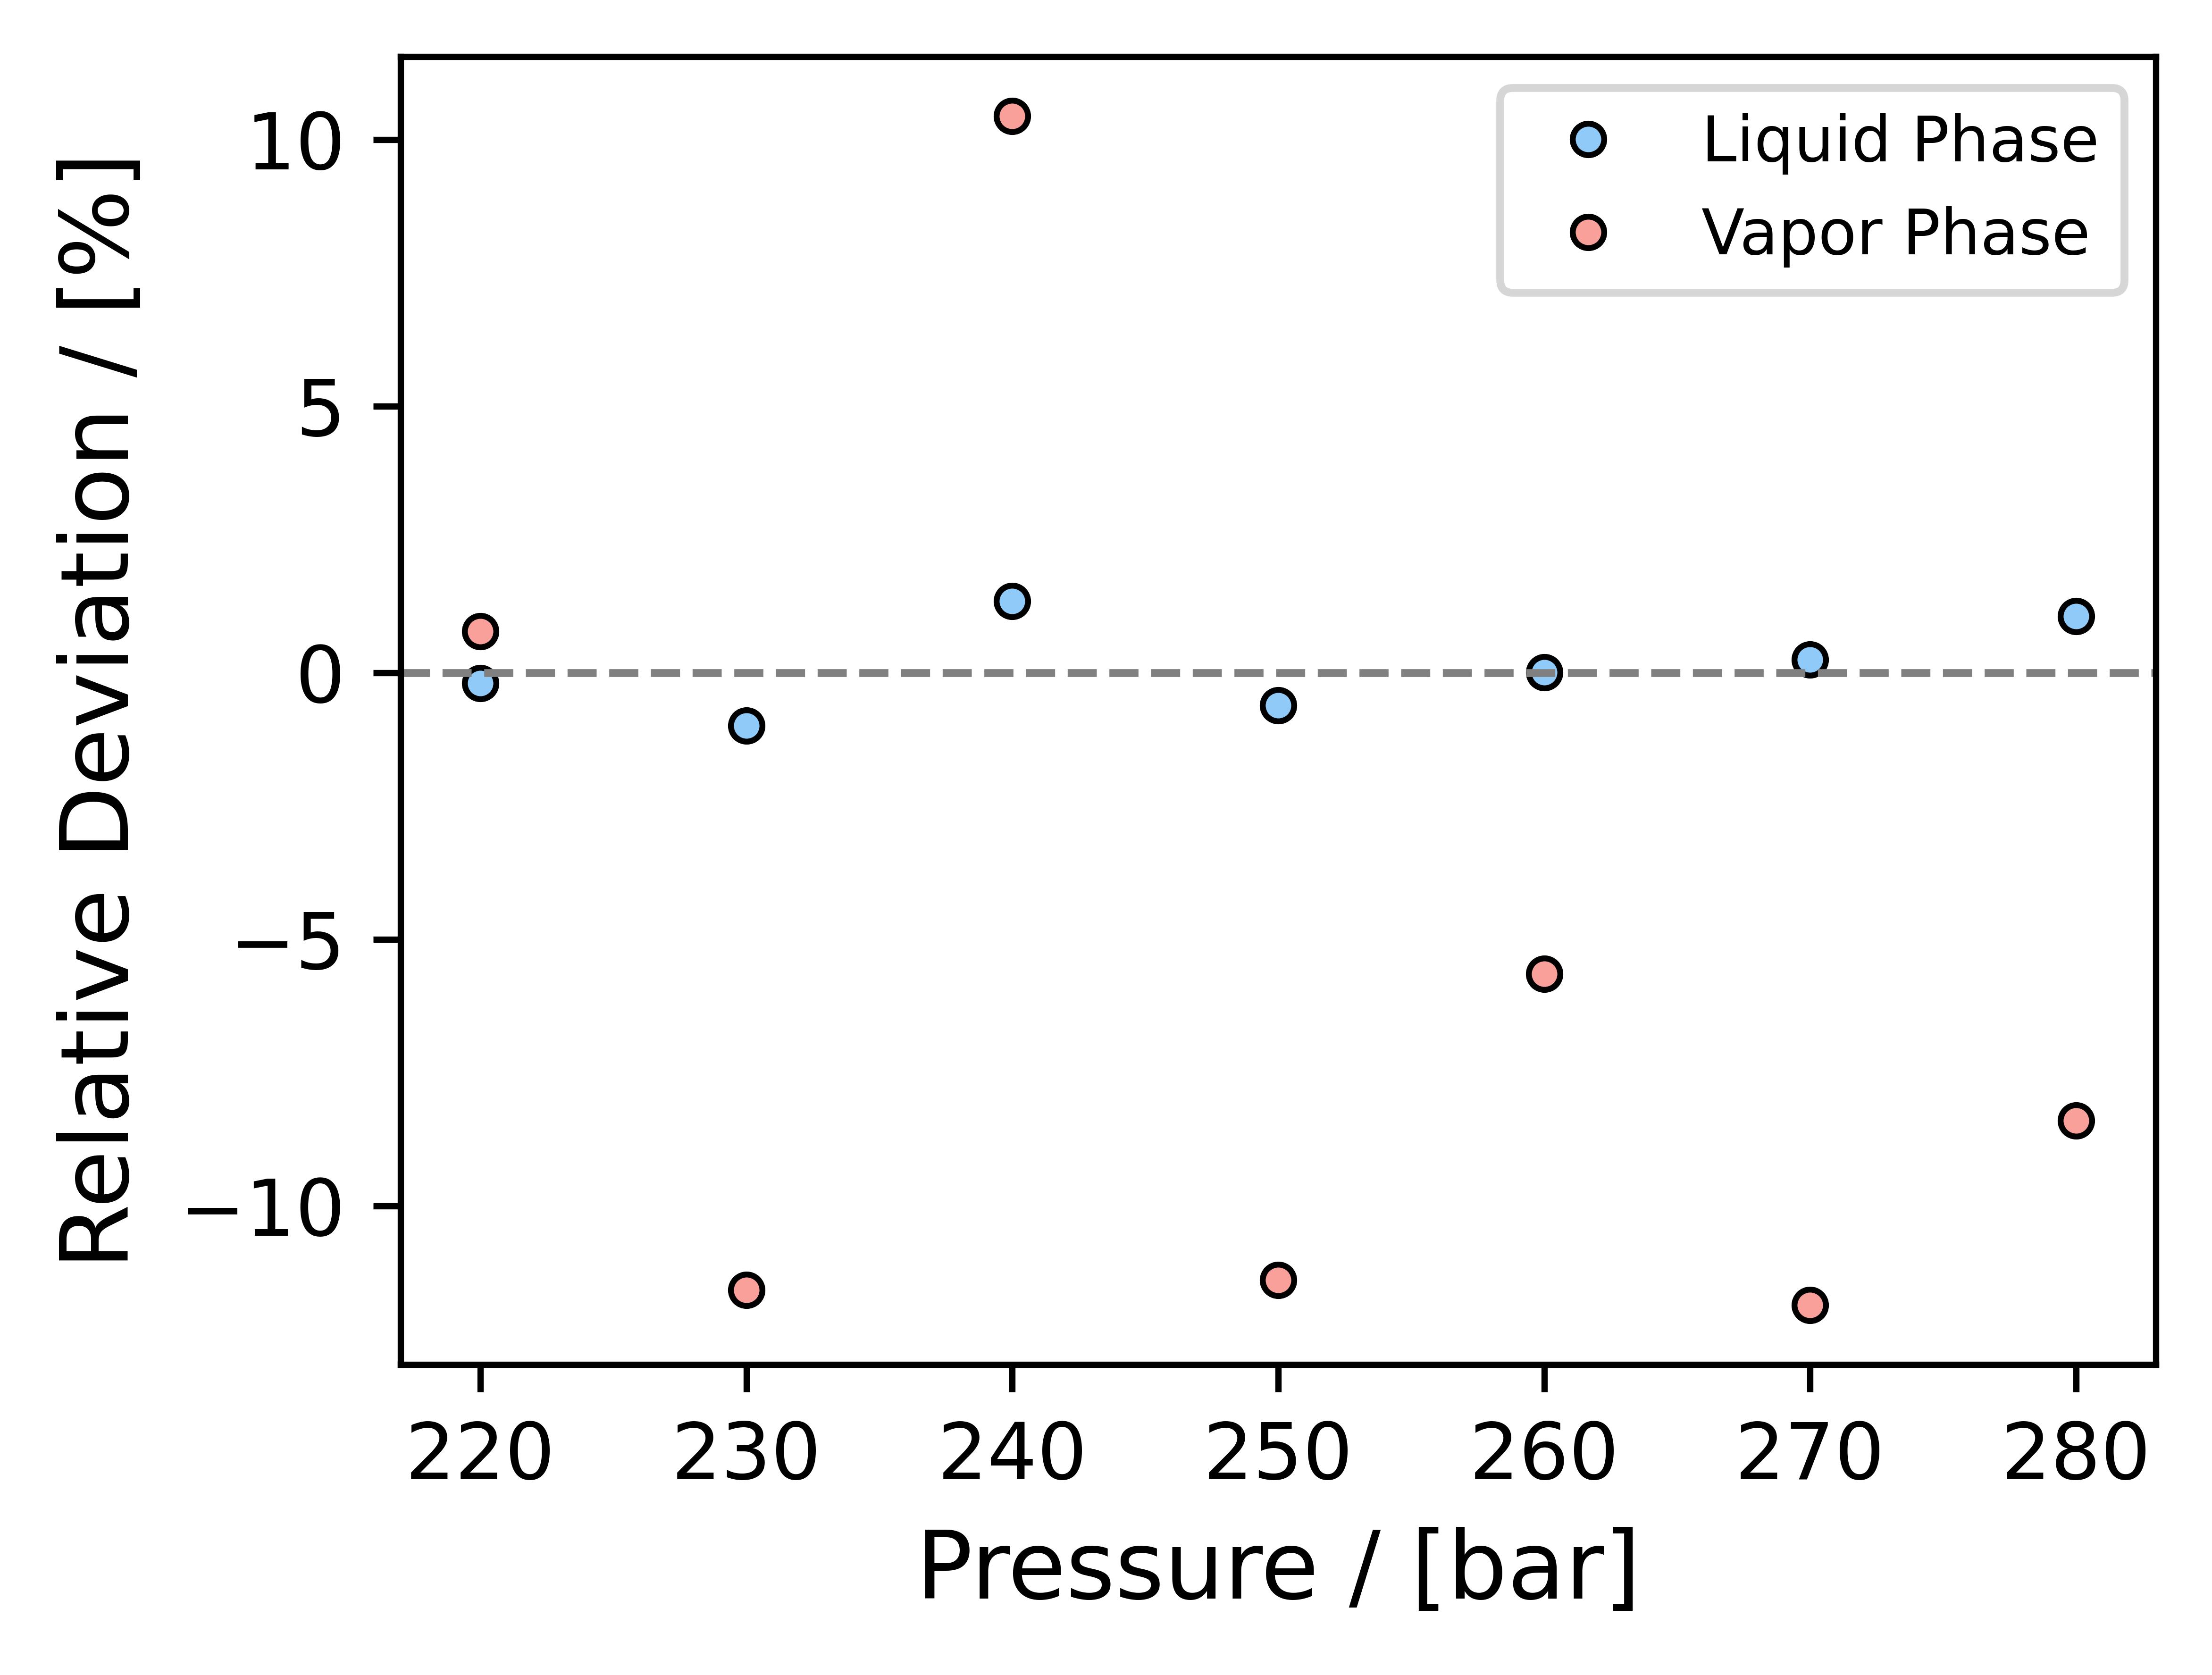 Relative Deviation / [%]
10
5
0
−5
−10
Liquid Phase
Vapor Phase
220 230 240 250 260 270 280
Pressure / [bar]